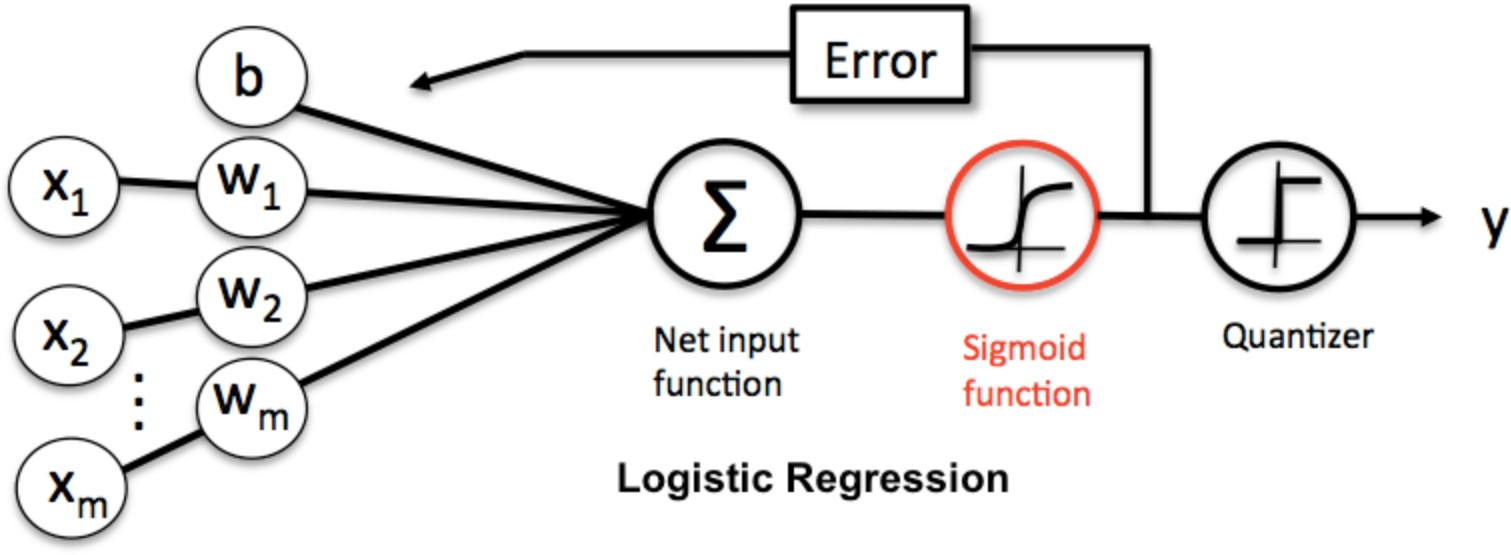 b
Error
x1
w1
Σ
y
w2
x2
Net input
function
Sigmoid
function
Quantizer
wm
⋮
xm
Logistic Regression